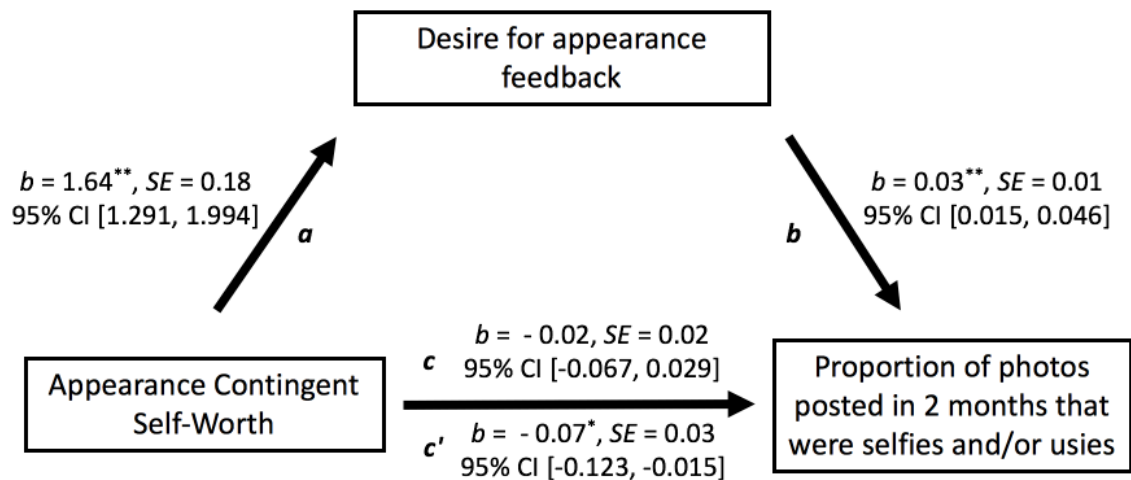 Desire for appearance
feedback
b = 1.64**, SE = 0.18
95% CI [1.291, 1.994]
a
b = 0.03**, SE = 0.01
95% CI [0.015, 0.046]
b
Appearance Contingent
Self-Worth
c
b = - 0.02, SE = 0.02
95% CI [-0.067, 0.029]
c'
b = - 0.07*, SE = 0.03
95% CI [-0.123, -0.015]
Proportion of photos
posted in 2 months that
were selfies and/or usies